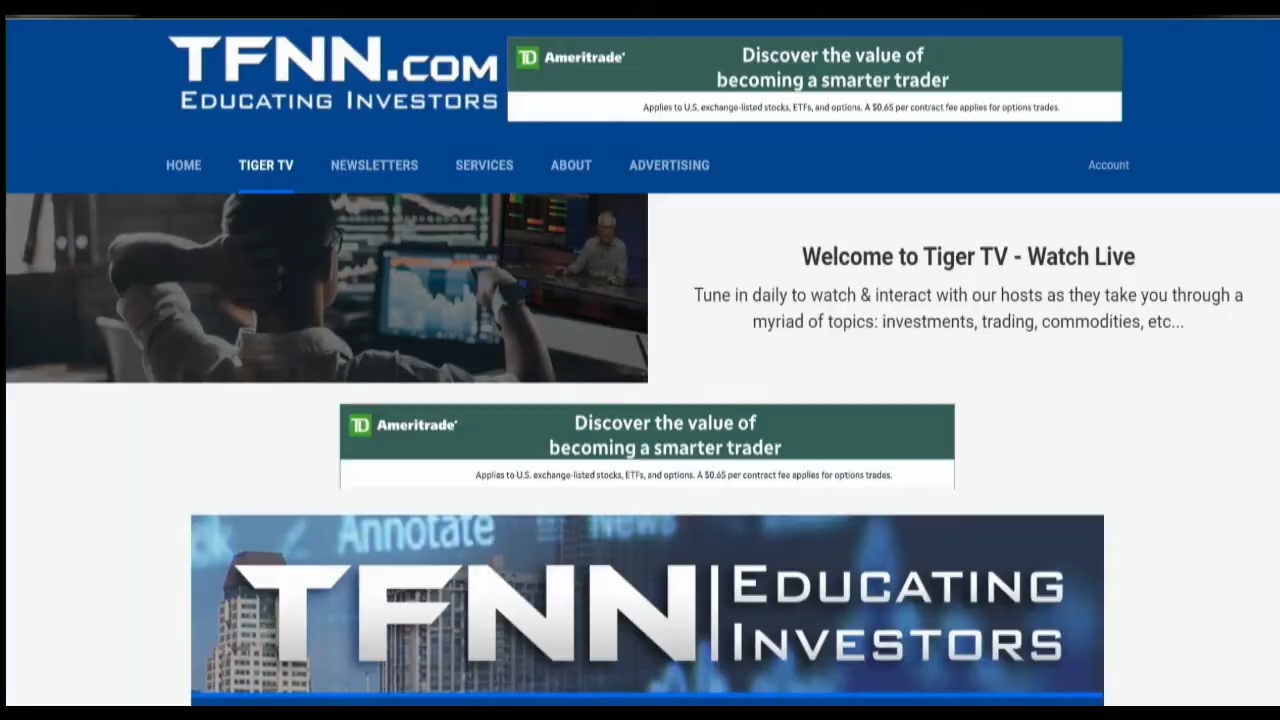 TFNN.COM
EDUCATING INVESTORS
TD Ameritrade
Discover the value of
becoming a smarter trader
Applies to U.S. exchange-listed stocks, ETFs, and options. A $0.65 per contract fee applies for options trades.
HOME TIGER TV NEWSLETTERS SERVICES ABOUT ADVERTISING Account
Welcome to Tiger TV - Watch Live
Tune in daily to watch & interact with our hosts as they take you through a
myriad of topics: investments, trading, commodities, etc...
TD Ameritrade
Discover the value of
becoming a smarter trader
Applies to U.S. exchange-listed stocks, ETFs, and options. A $0.65 per contract fee applies for options trades.
Annotate News
TFNN EDUCATING
INVESTORS